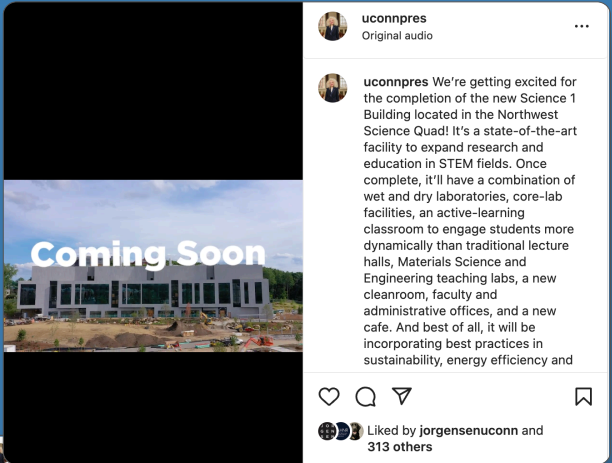 uconnpres
Original audio
Coming Soon
uconnpres We're getting excited for
the completion of the new Science 1
Building located in the Northwest
Science Quad! It's a state-of-the-art
facility to expand research and
education in STEM fields. Once
complete, it'll have a combination of
wet and dry laboratories, core-lab
facilities, an active-learning
classroom to engage students more
dynamically than traditional lecture
halls, Materials Science and
Engineering teaching labs, a new
cleanroom, faculty and
administrative offices, and a new
cafe. And best of all, it will be
incorporating best practices in
sustainability, energy efficiency and
Liked by jorgensenuconn and
313 others